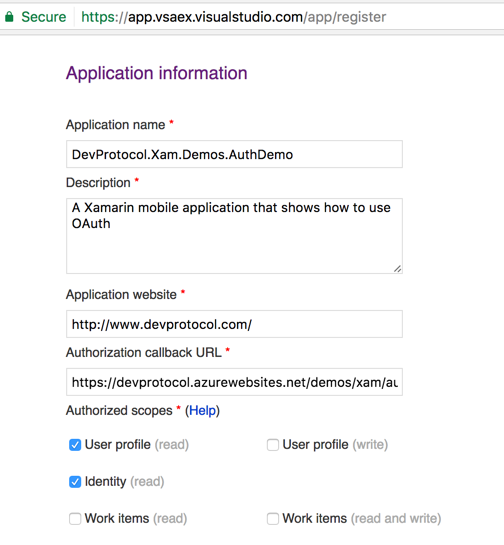 Secure https://app.vsaex.visualstudio.com/app/register
Application information
Application name *
DevProtocol.Xam.Demos.AuthDemo
Description *
A Xamarin mobile application that shows how to use
OAuth
Application website *
http://www.devprotocol.com/
Authorization callback URL *
https://devprotocol.azurewebsites.net/demos/xam/au
Authorized scopes * (Help)
User profile (read) User profile (write)
Identity (read)
Work items (read) Work items (read and write)